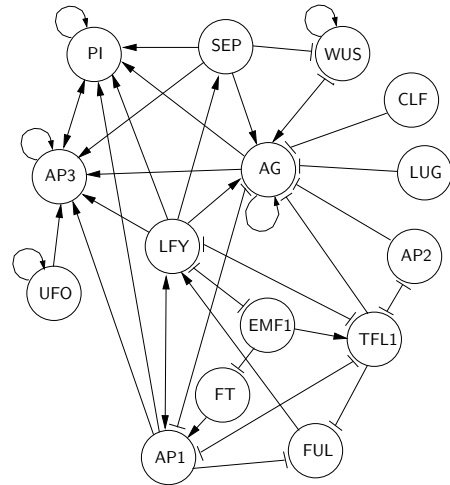 PI
SEP
WUS
CLF
AP3
AG
LUG
LFY
AP2
UFO
EMF1
TFL1
FT
AP1
FUL